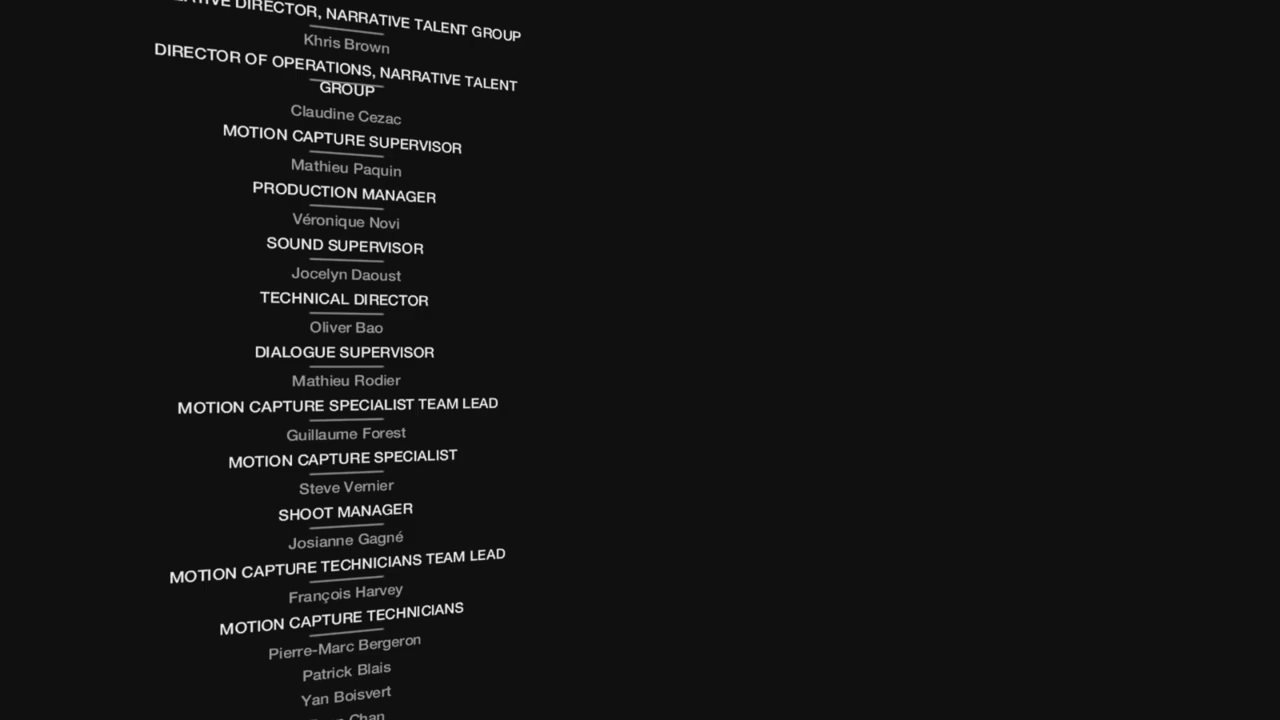 DIRECTOR, NARRATIVE TALENT GROUP
Khris Brown
DIRECTOR OF OPERATIONS, NARRATIVE TALENT
GROUP
Claudine Cezac
MOTION CAPTURE SUPERVISOR
Mathieu Paquin
PRODUCTION MANAGER
Véronique Novi
SOUND SUPERVISOR
Jocelyn Daoust
TECHNICAL DIRECTOR
Oliver Bao
DIALOGUE SUPERVISOR
Mathieu Rodier
MOTION CAPTURE SPECIALIST TEAM LEAD
Guillaume Forest
MOTION CAPTURE SPECIALIST
Steve Vernier
SHOOT MANAGER
Josianne Gagné
MOTION CAPTURE TECHNICIANS TEAM LEAD
François Harvey
MOTION CAPTURE TECHNICIANS
Pierre-Marc Bergeron
Patrick Blais
Yan Boisvert
Chan